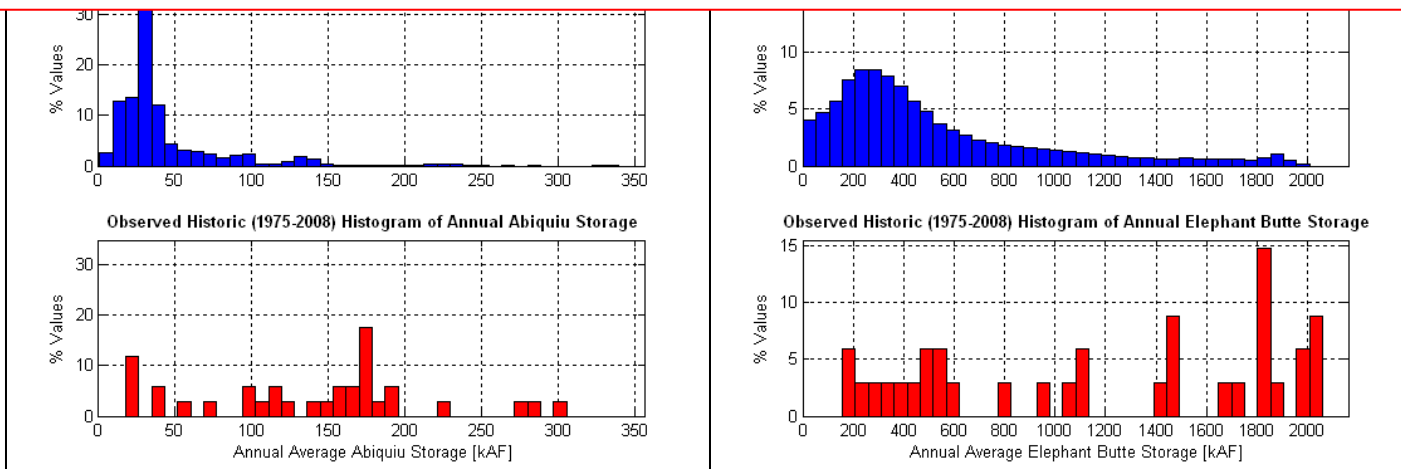 30
20
10
0
% Values
0 50 100 150 200 250 300 350
10
5
0
% Values
200 400 600 800 1000 1200 1400 1600 1800 2000
Observed Historic (1975-2008) Histogram of Annual Abiquiu Storage
30
20
10
0
% Values
0 50 100 150 200 250 300 350
Annual Average Abiquiu Storage [kAF]
Observed Historic (1975-2008) Histogram of Annual Elephant Butte Storage
15
10
5
0
% Values
0 200 400 600 800 1000 1200 1400 1600 1800 2000
Annual Average Elephant Butte Storage [kAF]